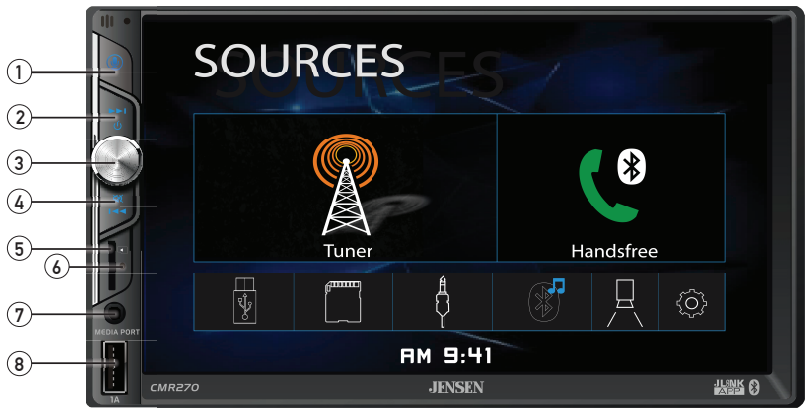 1
SOURCES
2
3
4
Tuner
Handsfree
5
6
7
MEDIA PORT
8
AM 9:41
1A
CMR270
JENSEN
JLINK
APP